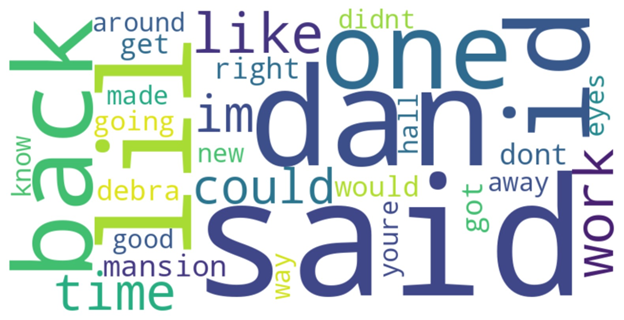 around
get
like
didnt
one
id
back
lill
right
made
im
dan
hall
eyes
going
new
dont
know
debra
could
would
got
away
work
good
said
youre
mansion
way
time